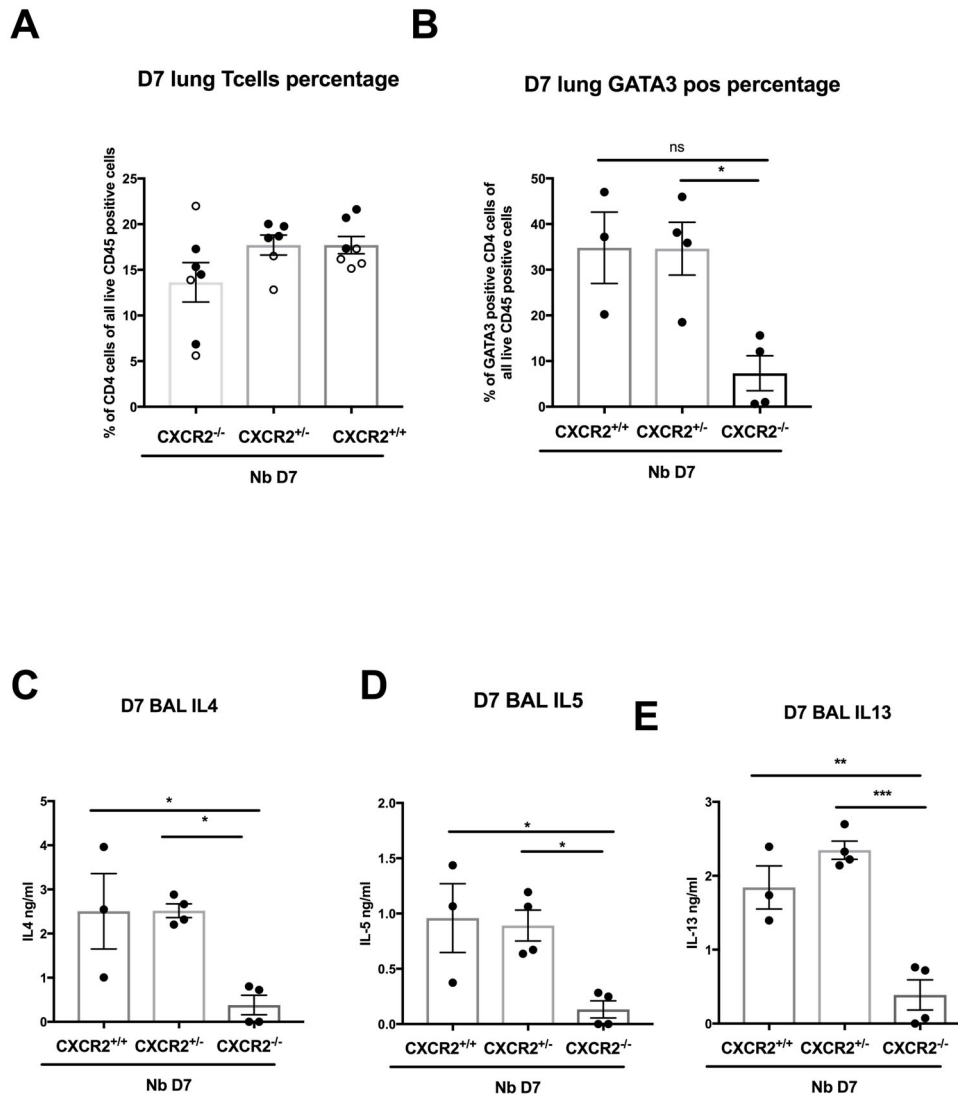 A
D7 lung Tcells percentage
% of CD4 cells of all live CD45 positive cells
25
20
15
10
5
0
CXCR2-/- CXCR2+/- CXCR2+/+
Nb D7
B
D7 lung GATA3 pos percentage
ns
*
% of GATA3 positive CD4 cells of
all live CD45 positive cells
50
40
30
20
10
0
CXCR2+/+ CXCR2+/- CXCR2-/-
Nb D7
C
D7 BAL IL4
*
*
IL4 ng/ml
5
4
3
2
1
0
CXCR2+/+ CXCR2+/- CXCR2-/-
Nb D7
D
D7 BAL IL5
*
*
IL-5 ng/ml
2.0
1.5
1.0
0.5
0.0
CXCR2+/+ CXCR2+/- CXCR2-/-
Nb D7
E
D7 BAL IL13
**
***
IL-13 ng/ml
3
2
1
0
CXCR2+/+ CXCR2+/- CXCR2-/-
Nb D7